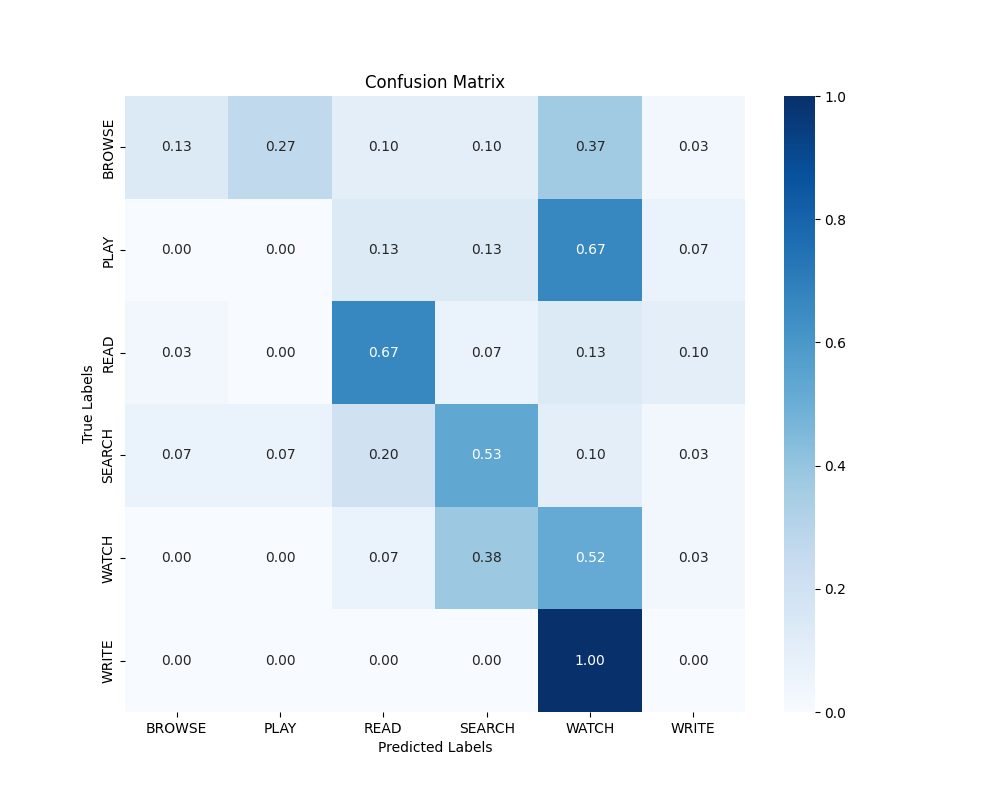 Confusion Matrix
True Labels
BROWSE 0.13 0.27 0.10 0.10 0.37 0.03
PLAY 0.00 0.00 0.13 0.13 0.67 0.07
READ 0.03 0.00 0.67 0.07 0.13 0.10
SEARCH 0.07 0.07 0.20 0.53 0.10 0.03
WATCH 0.00 0.00 0.07 0.38 0.52 0.03
WRITE 0.00 0.00 0.00 0.00 1.00 0.00
BROWSE PLAY READ SEARCH WATCH WRITE
Predicted Labels
1.0
0.8
0.6
0.4
0.2
0.0